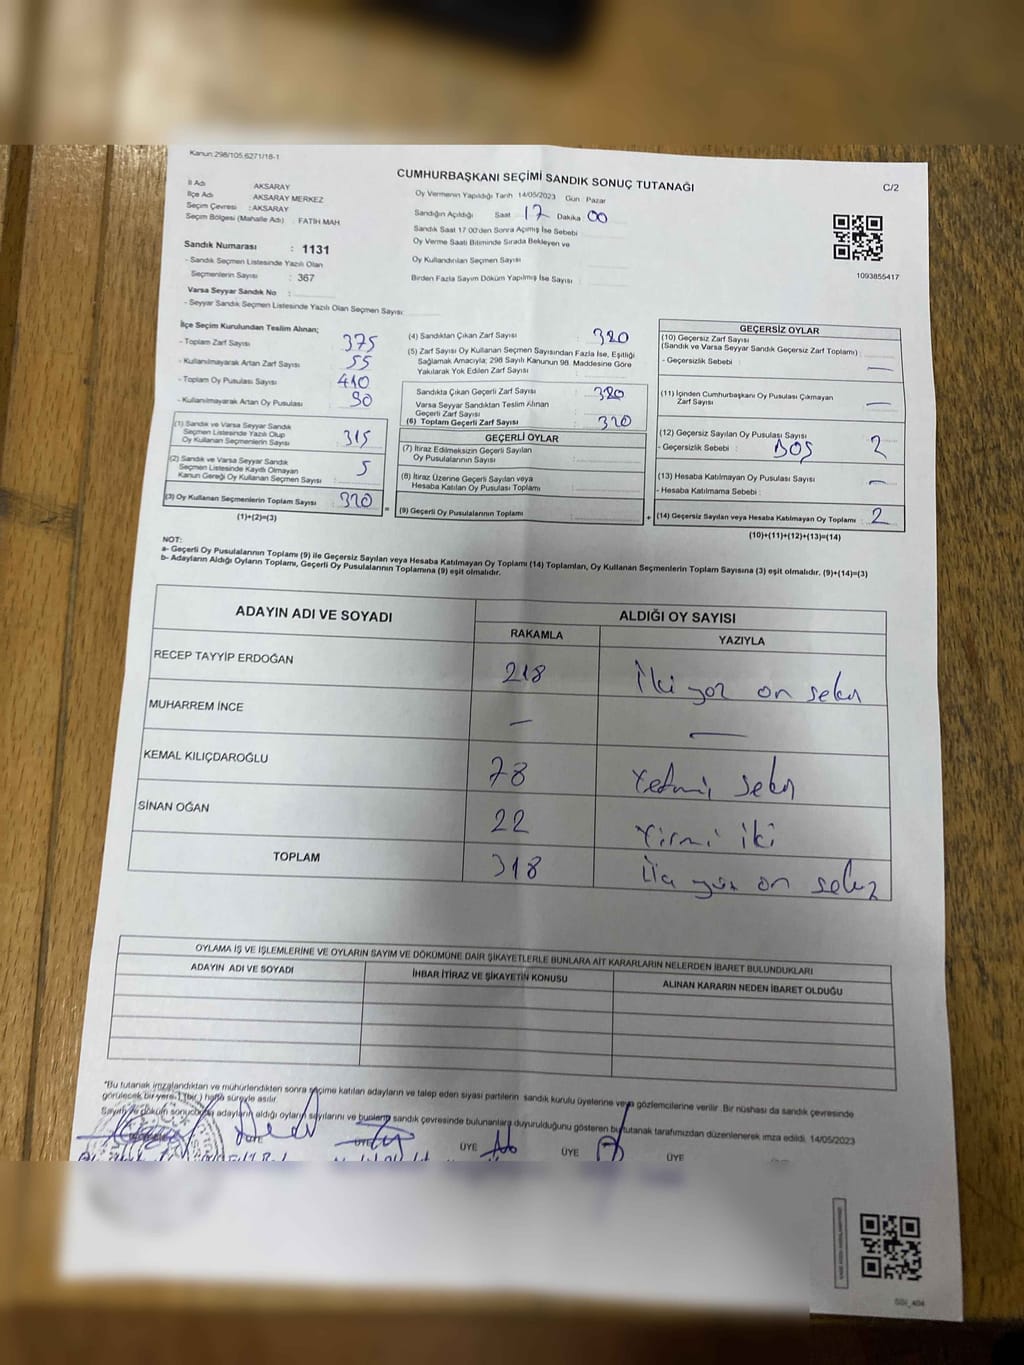 Kanun:298/105,6271/18-1
CUMHURBAŞKANI SEÇİMİ SANDIK SONUÇ TUTANAĞI
C/2
İl Adı : AKSARAY
İlçe Adı : AKSARAY MERKEZ
Seçim Çevresi : AKSARAY
Seçim Bölgesi (Mahalle Adı) : FATİH MAH.
Oy Vermenin Yapıldığı Tarih 14/05/2023 Gün : Pazar
Sandığın Açıldığı Saat 17 Dakika 00
Sandık Saat 17:00'den Sonra Açılmış İse Sebebi
Oy Verme Saati Bitiminde Sırada Bekleyen ve
Oy Kullandırılan Seçmen Sayısı
Birden Fazla Sayım Döküm Yapılmış İse Sayısı :
1093855417
Sandık Numarası : 1131
- Sandık Seçmen Listesinde Yazılı Olan
Seçmenlerin Sayısı : 367
Varsa Seyyar Sandık No :
- Seyyar Sandık Seçmen Listesinde Yazılı Olan Seçmen Sayısı:
İlçe Seçim Kurulundan Teslim Alınan;
- Toplam Zarf Sayısı 375
- Kullanılmayarak Artan Zarf Sayısı 55
- Toplam Oy Pusulası Sayısı 410
- Kullanılmayarak Artan Oy Pusulası 90
(1) Sandık ve Varsa Seyyar Sandık
Seçmen Listesinde Yazılı Olup
Oy Kullanan Seçmenlerin Sayısı 315
(2) Sandık ve Varsa Seyyar Sandık
Seçmen Listesinde Kaydı Olmayan
Kanun Gereği Oy Kullanan Seçmen Sayısı : 5
(3) Oy Kullanan Seçmenlerin Toplam Sayısı : 320
(1)+(2)=(3)
=
(4) Sandıktan Çıkan Zarf Sayısı 320
(5) Zarf Sayısı Oy Kullanan Seçmen Sayısından Fazla İse, Eşitliği
Sağlamak Amacıyla; 298 Sayılı Kanunun 98. Maddesine Göre
Yakılarak Yok Edilen Zarf Sayısı :
Sandıkta Çıkan Geçerli Zarf Sayısı : 320
Varsa Seyyar Sandıktan Teslim Alınan
Geçerli Zarf Sayısı :
(6) Toplam Geçerli Zarf Sayısı : 320
GEÇERLİ OYLAR
(7) İtiraz Edilmeksizin Geçerli Sayılan
Oy Pusulalarının Sayısı :
(8) İtiraz Üzerine Geçerli Sayılan veya
Hesaba Katılan Oy Pusulası Toplamı :
(9) Geçerli Oy Pusulalarının Toplamı :
+
GEÇERSİZ OYLAR
(10) Geçersiz Zarf Sayısı
(Sandık ve Varsa Seyyar Sandık Geçersiz Zarf Toplamı) :
- Geçersizlik Sebebi : —
(11) İçinden Cumhurbaşkanı Oy Pusulası Çıkmayan
Zarf Sayısı : —
(12) Geçersiz Sayılan Oy Pusulası Sayısı
- Geçersizlik Sebebi : BOŞ 2
(13) Hesaba Katılmayan Oy Pusulası Sayısı : —
- Hesaba Katılmama Sebebi :
(14) Geçersiz Sayılan veya Hesaba Katılmayan Oy Toplamı : 2
(10)+(11)+(12)+(13)=(14)
NOT:
a- Geçerli Oy Pusulalarının Toplamı (9) ile Geçersiz Sayılan veya Hesaba Katılmayan Oy Toplamı (14) Toplamları, Oy Kullanan Seçmenlerin Toplam Sayısına (3) eşit olmalıdır. (9)+(14)=(3)
b- Adayların Aldığı Oyların Toplamı, Geçerli Oy Pusulalarının Toplamına (9) eşit olmalıdır.
ADAYIN ADI VE SOYADI
ALDIĞI OY SAYISI
RAKAMLA YAZIYLA
RECEP TAYYİP ERDOĞAN 218 İki yüz on sekiz
MUHARREM İNCE — —
KEMAL KILIÇDAROĞLU 78 Yetmiş sekiz
SİNAN OĞAN 22 Yirmi iki
TOPLAM 318 Üç yüz on sekiz
OYLAMA İŞ VE İŞLEMLERİNE VE OYLARIN SAYIM VE DÖKÜMÜNE DAİR ŞİKAYETLERLE BUNLARA AİT KARARLARIN NELERDEN İBARET BULUNDUKLARI
ADAYIN ADI VE SOYADI İHBAR İTİRAZ VE ŞİKAYETİN KONUSU ALINAN KARARIN NEDEN İBARET OLDUĞU
"Bu tutanak imzalandıktan ve mühürlendikten sonra seçime katılan adayların ve talep eden siyasi partilerin sandık kurulu üyelerine veya gözlemcilerine verilir. Bir nüshası da sandık çevresinde
görülecek bir yere 1 (bir) hafta süreyle asılır.
Sayım ve döküm sonucunda adayların aldığı oyların sayılarını ve bunların sandık çevresinde bulunanlara duyurulduğunu gösteren bu tutanak tarafımızdan düzenlenerek imza edildi. 14/05/2023
ÜYE ÜYE ÜYE